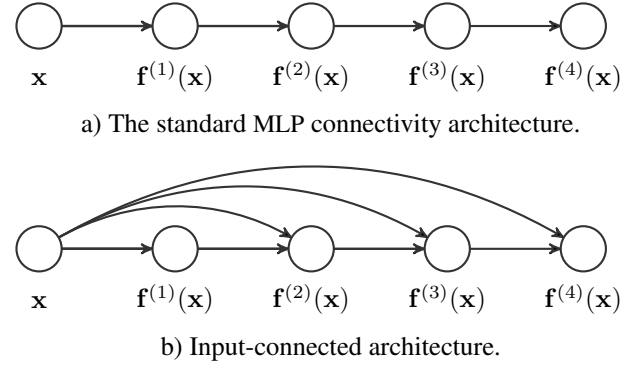 x f⁽¹⁾(x) f⁽²⁾(x) f⁽³⁾(x) f⁽⁴⁾(x)
a) The standard MLP connectivity architecture.
x f⁽¹⁾(x) f⁽²⁾(x) f⁽³⁾(x) f⁽⁴⁾(x)
b) Input-connected architecture.